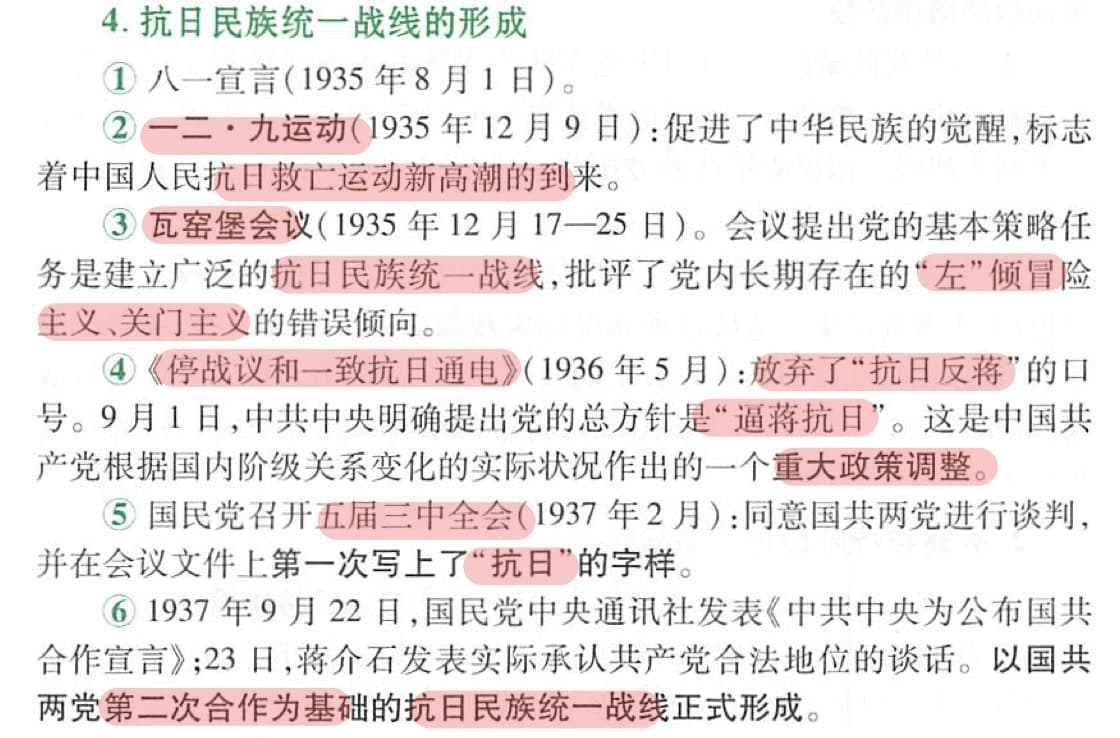 4. 抗日民族统一战线的形成
① 八一宣言(1935 年 8 月 1 日)。
② 一二·九运动(1935 年 12 月 9 日):促进了中华民族的觉醒,标志
着中国人民抗日救亡运动新高潮的到来。
③ 瓦窑堡会议(1935 年 12 月 17—25 日)。会议提出党的基本策略任
务是建立广泛的抗日民族统一战线,批评了党内长期存在的“左”倾冒险
主义、关门主义的错误倾向。
④《停战议和一致抗日通电》(1936 年 5 月):放弃了“抗日反蒋”的口
号。9 月 1 日,中共中央明确提出党的总方针是“逼蒋抗日”。这是中国共
产党根据国内阶级关系变化的实际状况作出的一个重大政策调整。
⑤ 国民党召开五届三中全会(1937 年 2 月):同意国共两党进行谈判,
并在会议文件上第一次写上了“抗日”的字样。
⑥ 1937 年 9 月 22 日,国民党中央通讯社发表《中共中央为公布国共
合作宣言》;23 日,蒋介石发表实际承认共产党合法地位的谈话。以国共
两党第二次合作为基础的抗日民族统一战线正式形成。